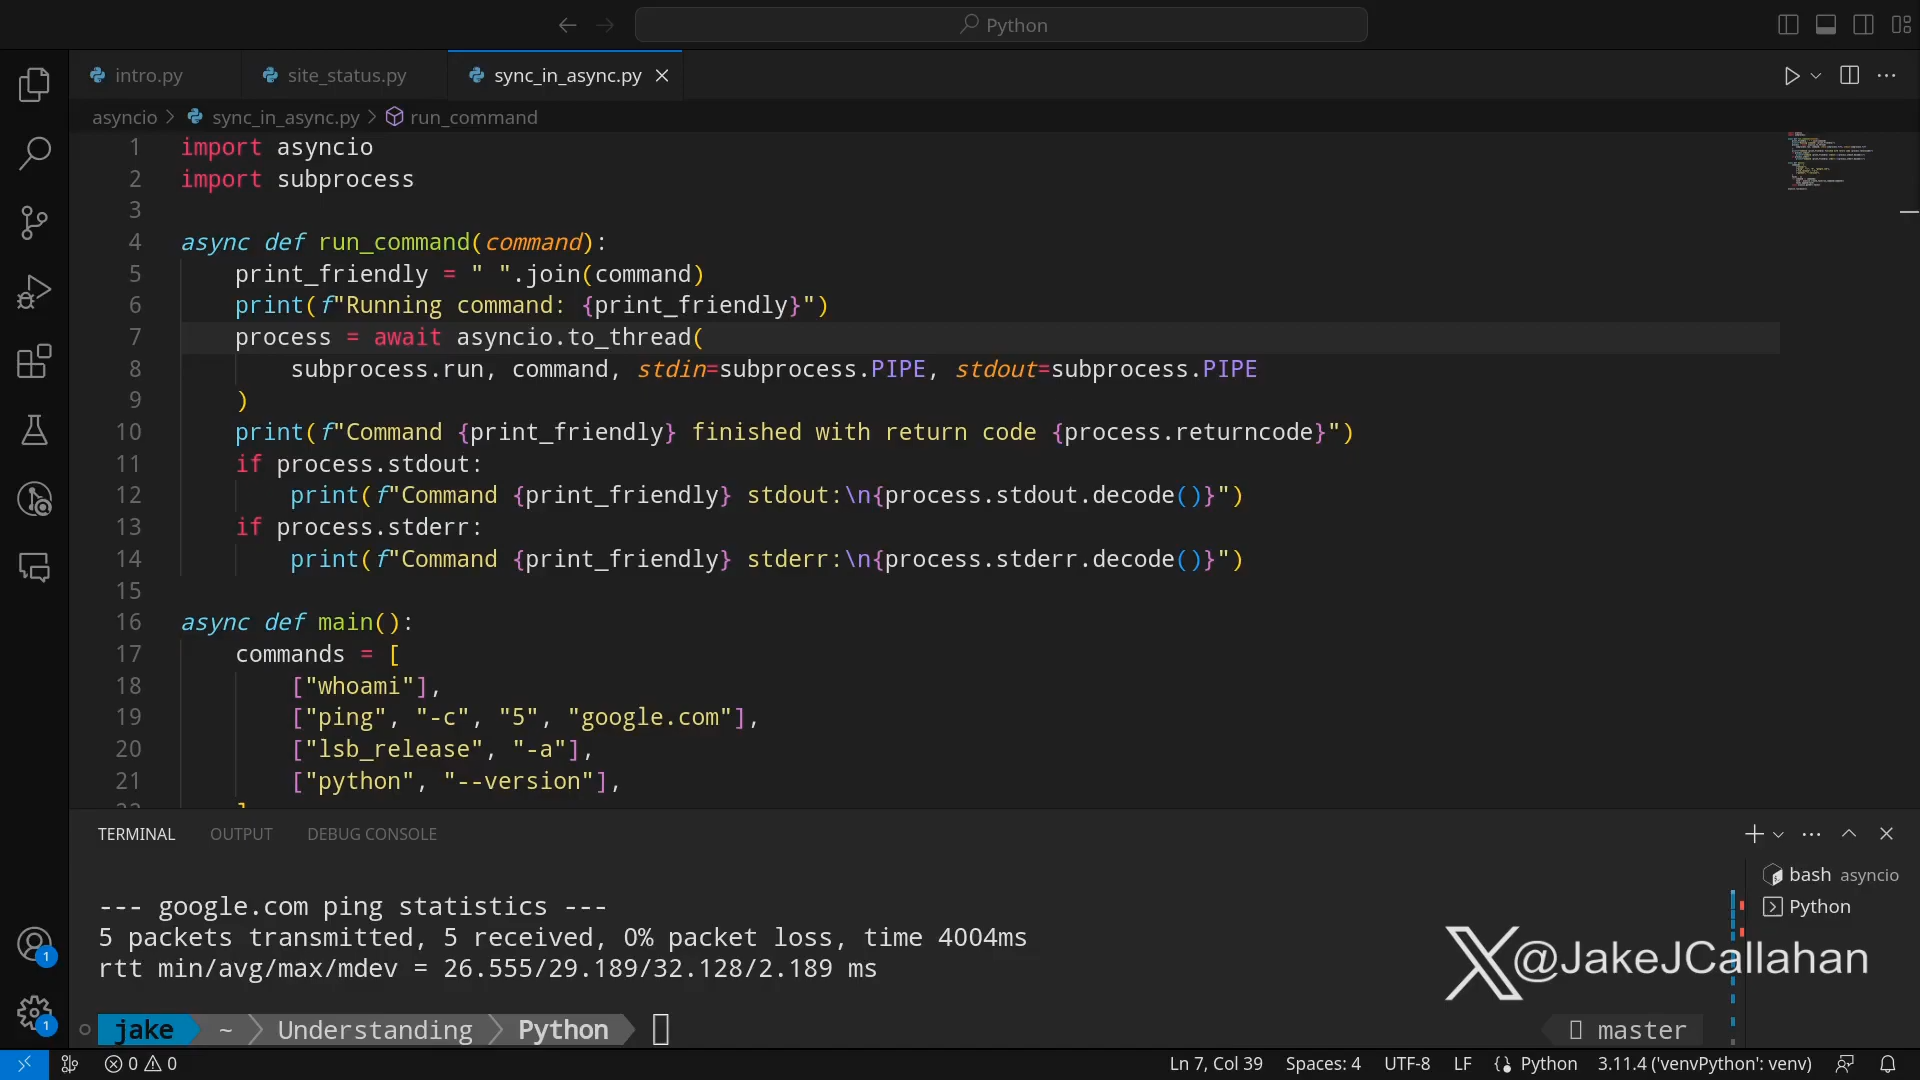 Python
intro.py
site_status.py
sync_in_async.py
asyncio > sync_in_async.py > run_command
1 import asyncio
2 import subprocess
3
4 async def run_command(command):
5     print_friendly = " ".join(command)
6     print(f"Running command: {print_friendly}")
7     process = await asyncio.to_thread(
8         subprocess.run, command, stdin=subprocess.PIPE, stdout=subprocess.PIPE
9     )
10     print(f"Command {print_friendly} finished with return code {process.returncode}")
11     if process.stdout:
12         print(f"Command {print_friendly} stdout:\n{process.stdout.decode()}")
13     if process.stderr:
14         print(f"Command {print_friendly} stderr:\n{process.stderr.decode()}")
15
16 async def main():
17     commands = [
18         ["whoami"],
19         ["ping", "-c", "5", "google.com"],
20         ["lsb_release", "-a"],
21         ["python", "--version"],
22     ]
TERMINAL OUTPUT DEBUG CONSOLE
bash asyncio
Python
--- google.com ping statistics ---
5 packets transmitted, 5 received, 0% packet loss, time 4004ms
rtt min/avg/max/mdev = 26.555/29.189/32.128/2.189 ms
X@JakeJCallahan
1
1
jake ~ Understanding Python
master
0 0
Ln 7, Col 39 Spaces: 4 UTF-8 LF Python 3.11.4 ('venvPython': venv)